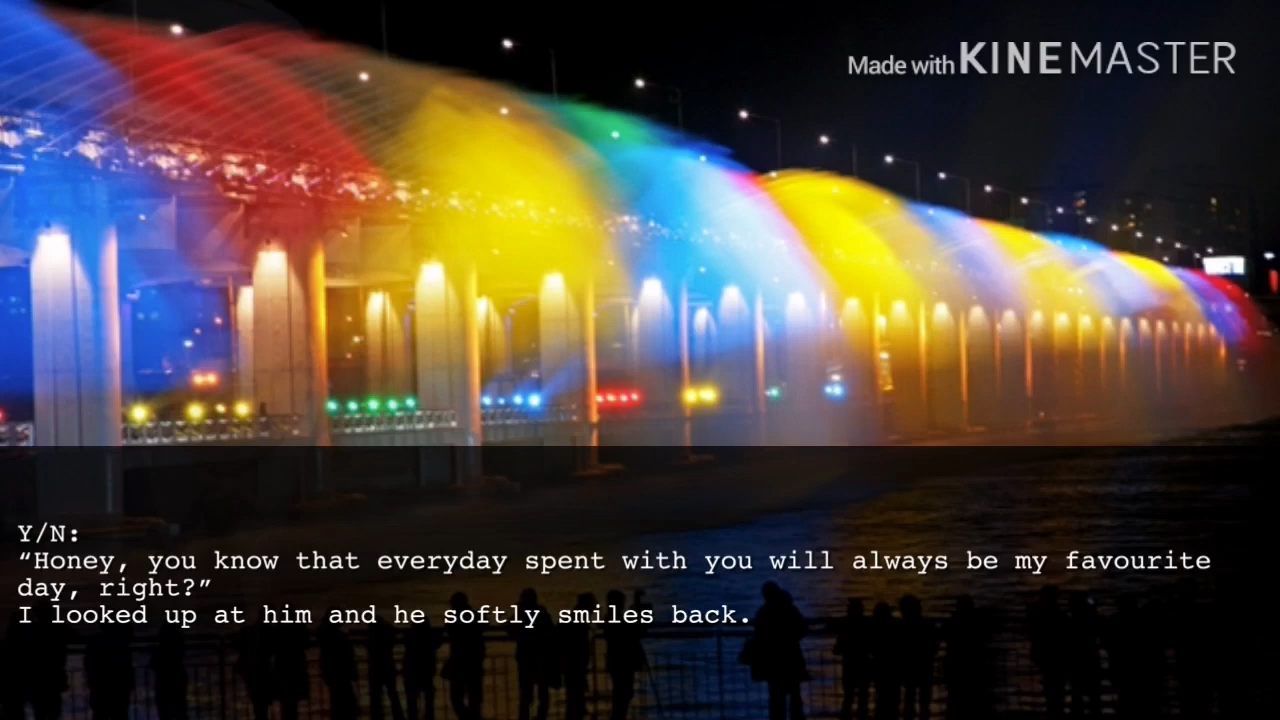 Made with KINEMASTER
Y/N:
“Honey, you know that everyday spent with you will always be my favourite
day, right?”
I looked up at him and he softly smiles back.